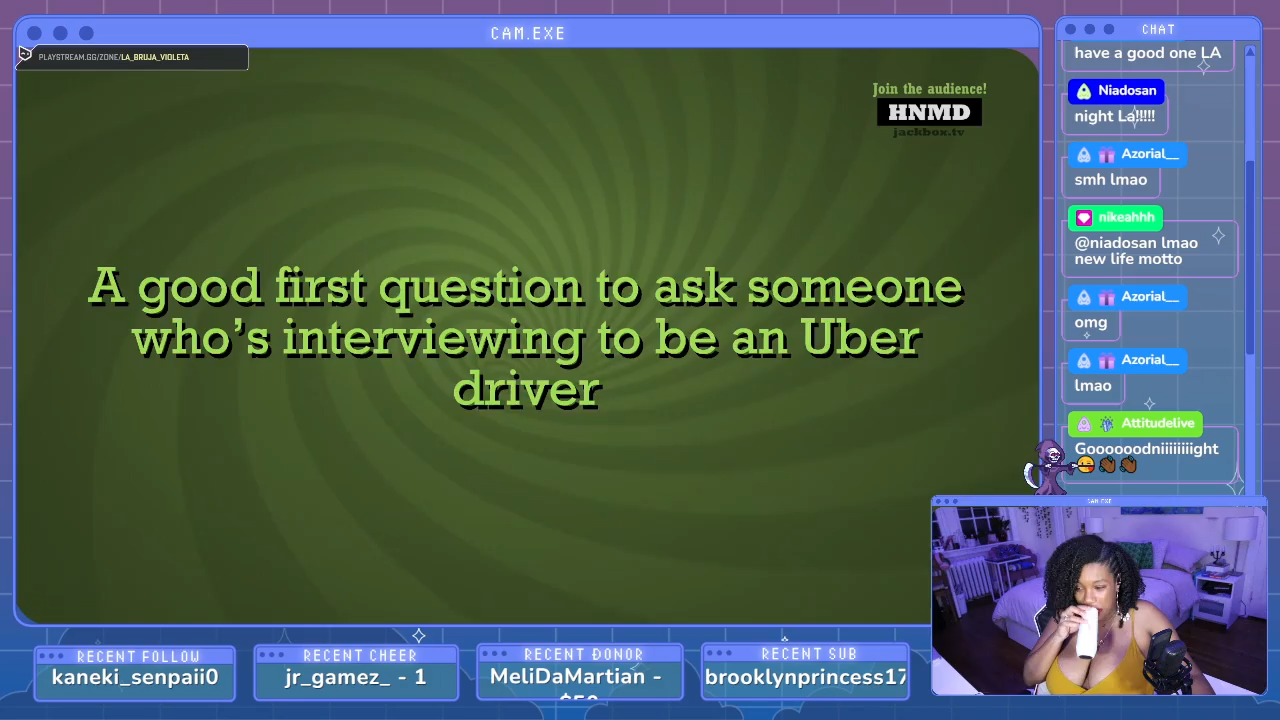 CAM.EXE
PLAYSTREAM.GG/ZONE/LA_BRUJA_VIOLETA
Join the audience!
HNMD
jackbox.tv
A good first question to ask someone
who's interviewing to be an Uber
driver
CHAT
have a good one LA
Niadosan
night La!!!!!
Azorial__
smh lmao
nikeahhh
@niadosan lmao
new life motto
Azorial__
omg
Azorial__
lmao
Attitudelive
Goooooodniiiiiiiight
CAM.EXE
RECENT FOLLOW
kaneki_senpaii0
RECENT CHEER
jr_gamez_ - 1
RECENT DONOR
MeliDaMartian -
RECENT SUB
brooklynprincess17